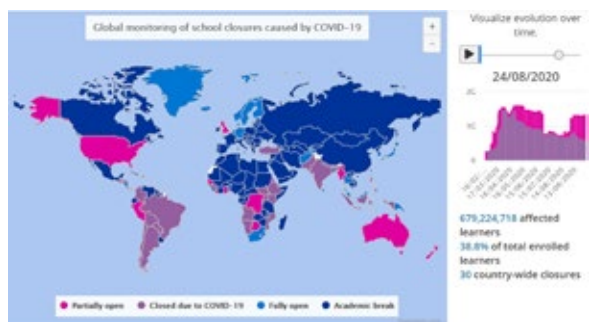 Global monitoring of school closures caused by COVID-19
+
-
Visualize evolution over
time.
24/08/2020
679,224,718 affected
learners
38.8% of total enrolled
learners
30 country-wide closures
Partially open
Closed due to COVID-19
Fully open
Academic break